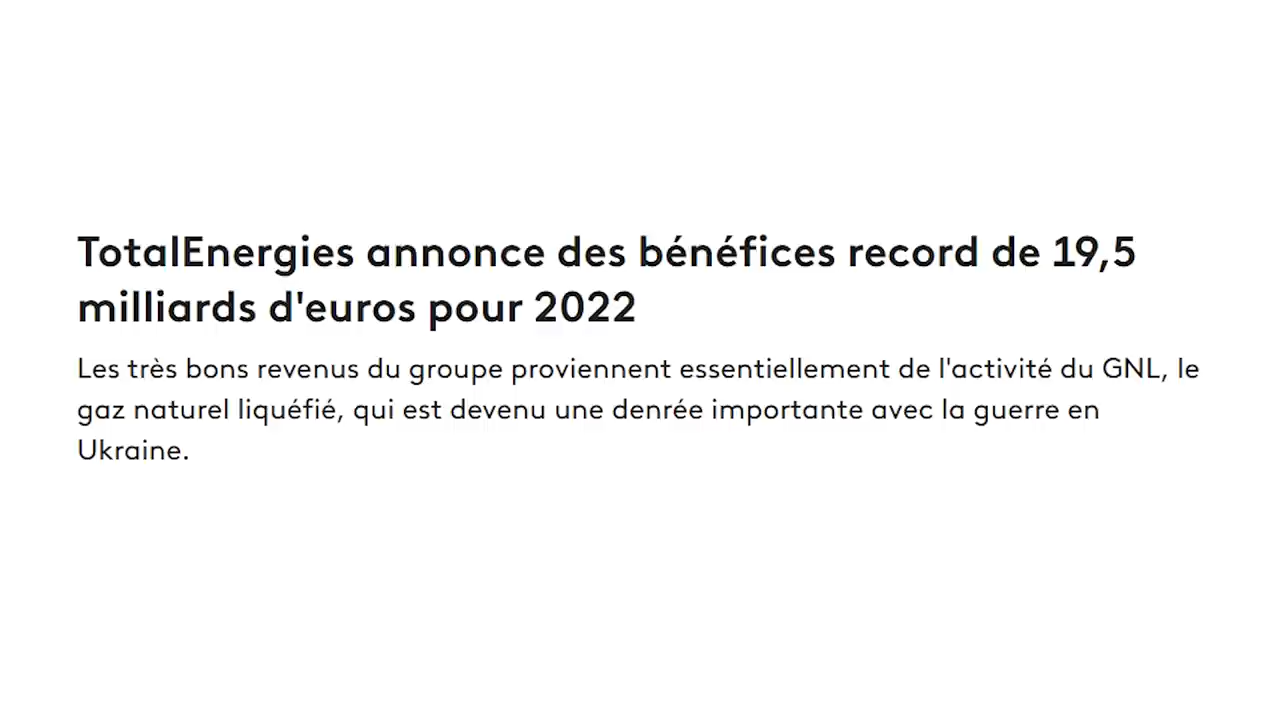 TotalEnergies annonce des bénéfices record de 19,5
milliards d'euros pour 2022
Les très bons revenus du groupe proviennent essentiellement de l'activité du GNL, le
gaz naturel liquéfié, qui est devenu une denrée importante avec la guerre en
Ukraine.